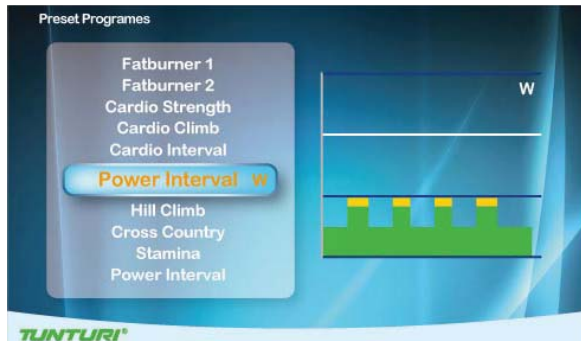 Preset Programes
Fatburner 1
Fatburner 2
Cardio Strength
Cardio Climb
Cardio Interval
Power Interval W
Hill Climb
Cross Country
Stamina
Power Interval
W
TUNTURI®